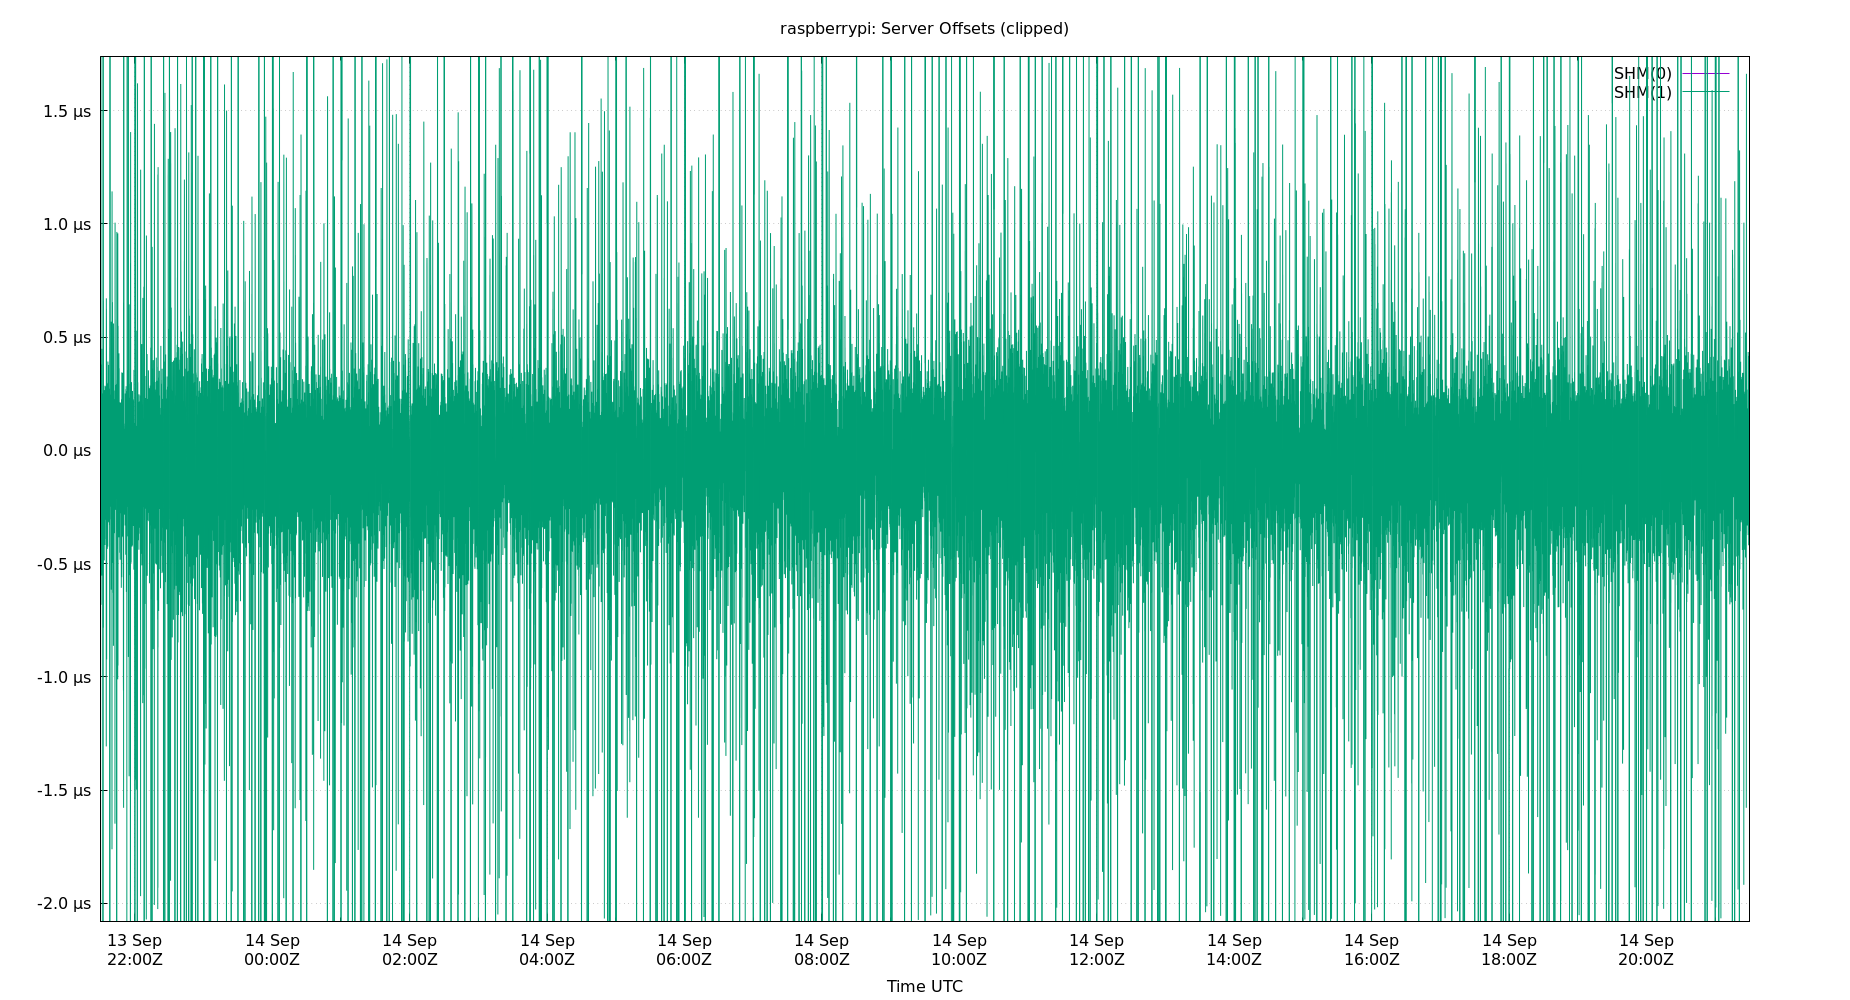 raspberrypi: Server Offsets (clipped)
SHM(0)
SHM(1)
1.5 µs
1.0 µs
0.5 µs
0.0 µs
-0.5 µs
-1.0 µs
-1.5 µs
-2.0 µs
13 Sep 14 Sep 14 Sep 14 Sep 14 Sep 14 Sep 14 Sep 14 Sep 14 Sep 14 Sep 14 Sep 14 Sep
22:00Z 00:00Z 02:00Z 04:00Z 06:00Z 08:00Z 10:00Z 12:00Z 14:00Z 16:00Z 18:00Z 20:00Z
Time UTC